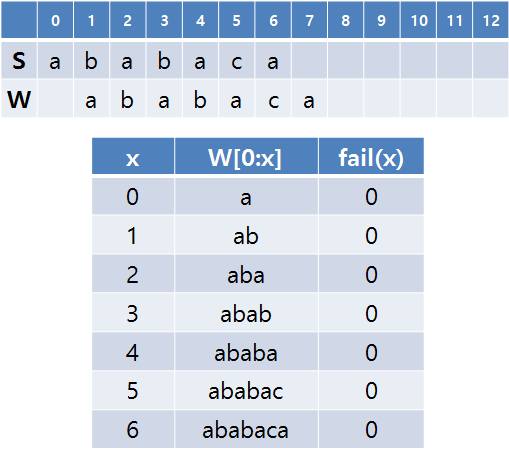 0 1 2 3 4 5 6 7 8 9 10 11 12
S a b a b a c a
W a b a b a c a
x W[0:x] fail(x)
0 a 0
1 ab 0
2 aba 0
3 abab 0
4 ababa 0
5 ababac 0
6 ababaca 0